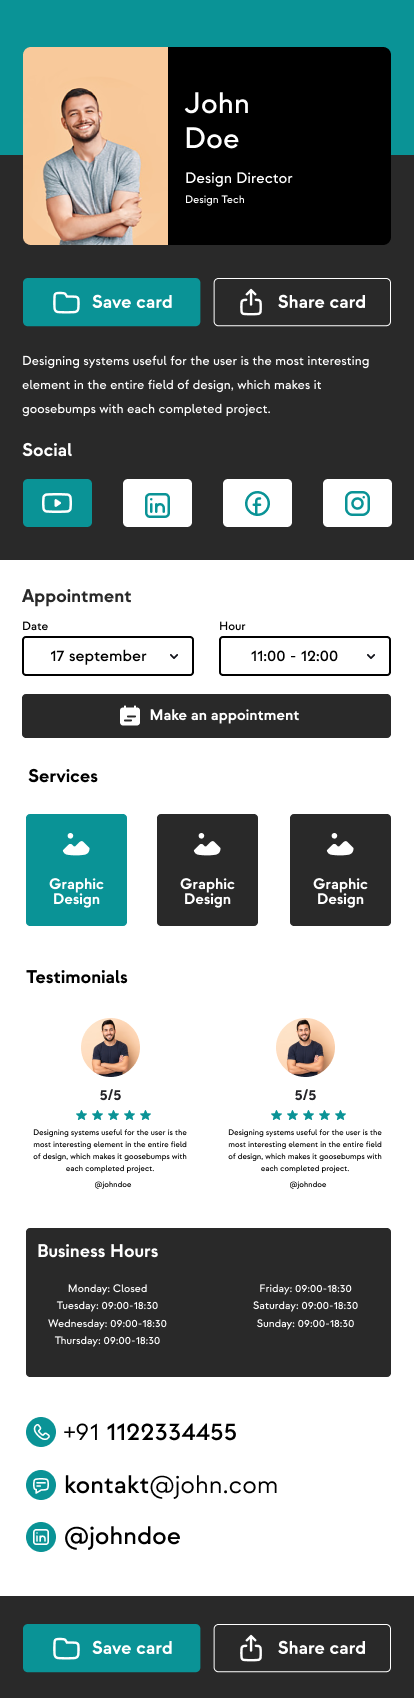 John
Doe
Design Director
Design Tech
Save card
Share card
Designing systems useful for the user is the most interesting
element in the entire field of design, which makes it
goosebumps with each completed project.
Social
Appointment
Date
Hour
17 september
11:00 - 12:00
Make an appointment
Services
Graphic
Design
Graphic
Design
Graphic
Design
Testimonials
5/5
Designing systems useful for the user is the
most interesting element in the entire field
of design, which makes it goosebumps with
each completed project.
@johndoe
5/5
Designing systems useful for the user is the
most interesting element in the entire field
of design, which makes it goosebumps with
each completed project.
@johndoe
Business Hours
Monday: Closed
Tuesday: 09:00-18:30
Wednesday: 09:00-18:30
Thursday: 09:00-18:30
Friday: 09:00-18:30
Saturday: 09:00-18:30
Sunday: 09:00-18:30
+91 1122334455
kontakt@john.com
@johndoe
Save card
Share card